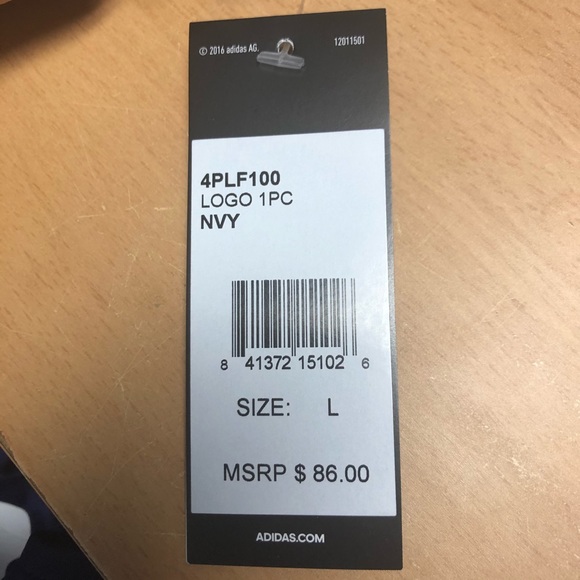 © 2016 adidas AG. 12011501
4PLF100
LOGO 1PC
NVY
8 41372 15102 6
SIZE: L
MSRP $ 86.00
ADIDAS.COM